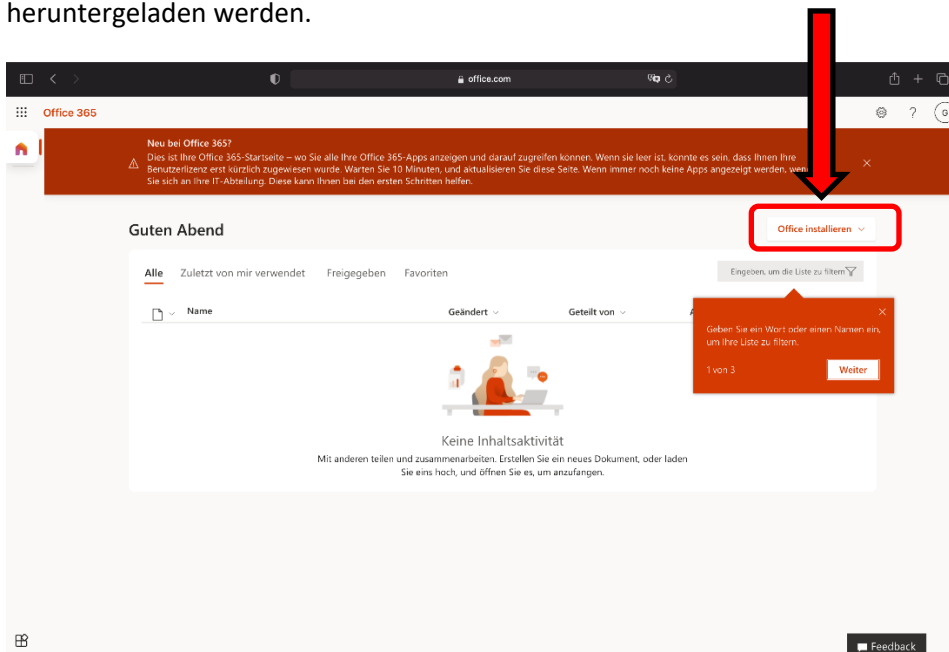 heruntergeladen werden.
office.com
Office 365
Neu bei Office 365?
Dies ist Ihre Office 365-Startseite – wo Sie alle Ihre Office 365-Apps anzeigen und darauf zugreifen können. Wenn sie leer ist, könnte es sein, dass Ihnen Ihre
Benutzerlizenz erst kürzlich zugewiesen wurde. Warten Sie 10 Minuten, und aktualisieren Sie diese Seite. Wenn immer noch keine Apps angezeigt werden,
Sie sich an Ihre IT-Abteilung. Diese kann Ihnen bei den ersten Schritten helfen.
Guten Abend
Office installieren
Alle Zuletzt von mir verwendet Freigegeben Favoriten
Eingeben, um die Liste zu filtern
Name Geändert Geteilt von
Geben Sie ein Wort oder einen Namen ein,
um Ihre Liste zu filtern.
1 von 3 Weiter
Keine Inhaltsaktivität
Mit anderen teilen und zusammenarbeiten. Erstellen Sie ein neues Dokument, oder laden
Sie eins hoch, und öffnen Sie es, um anzufangen.
Feedback